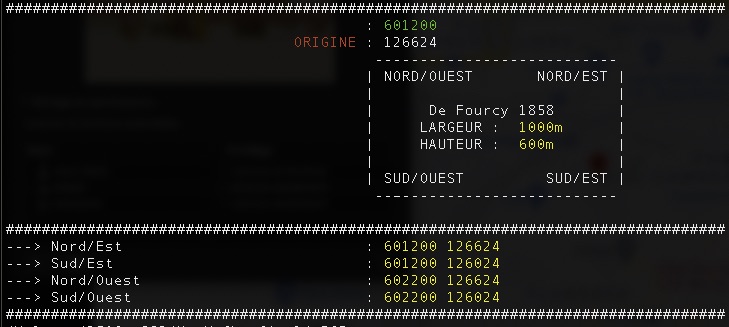 ################################################################################
: 601200
ORIGINE : 126624
---------------------------
| NORD/OUEST NORD/EST |
| |
| De Fourcy 1858 |
| LARGEUR : 1000m |
| HAUTEUR : 600m |
| |
| SUD/OUEST SUD/EST |
---------------------------
################################################################################
---> Nord/Est : 601200 126624
---> Sud/Est : 601200 126024
---> Nord/Ouest : 602200 126624
---> Sud/Ouest : 602200 126024
################################################################################